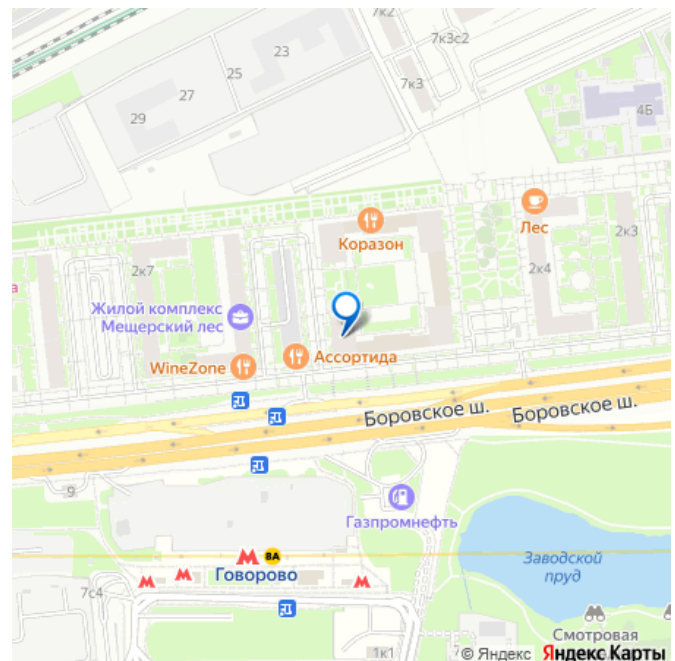 7к2
7к3с2
23
25
7к3
27
29
4Б
Коразон
Лес
2к3
2к7
2к4
а
Жилой комплекс
Мещерский лес
Ассортида
WineZone
Боровское ш.
Боровское ш.
9
Газпромнефть
8А
Говорово
Заводской
пруд
7с4
Смотровая
1к1
© Яндекс Яндекс Карты